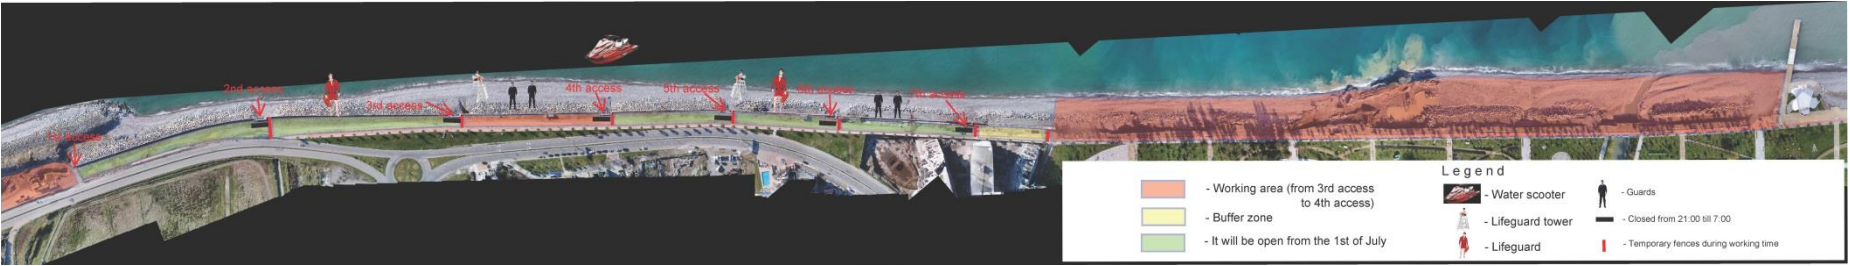 2nd access
3rd access
4th access
5th access
1st access
Legend
- Working area (from 3rd access
to 4th access)
- Buffer zone
- It will be open from the 1st of July
- Water scooter
- Lifeguard tower
- Lifeguard
- Guards
- Closed from 21:00 till 7:00
- Temporary fences during working time